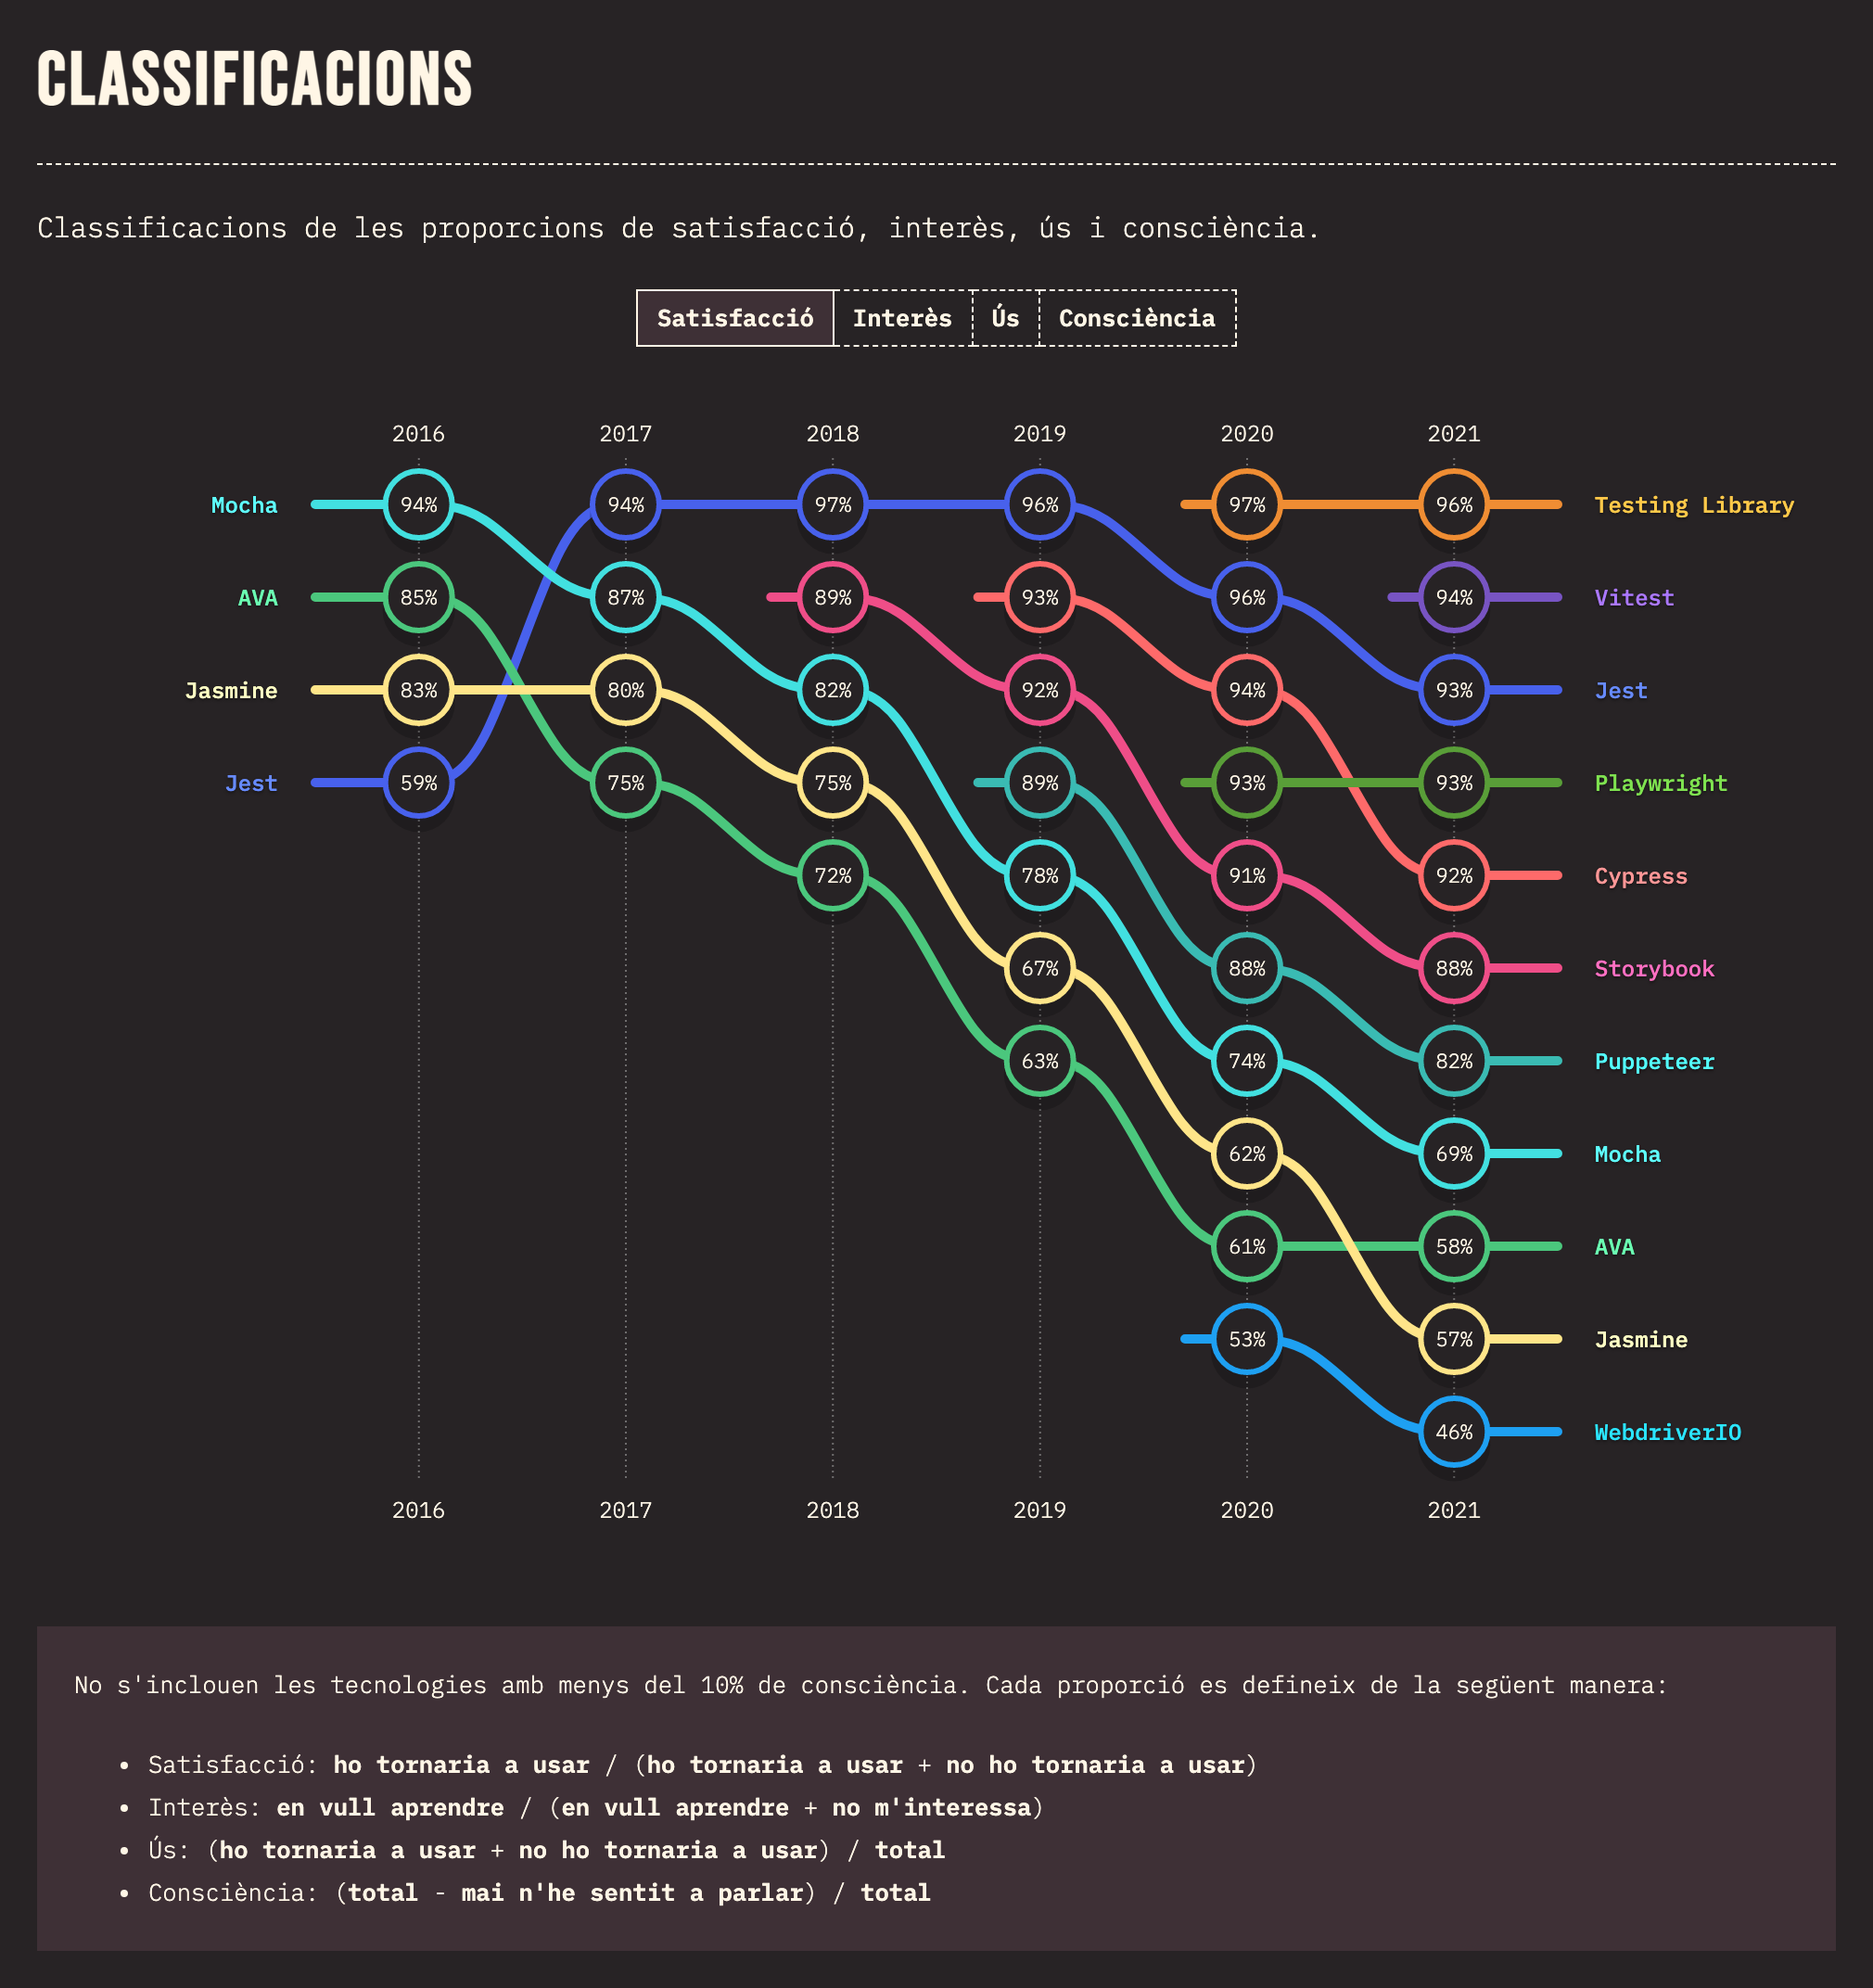 CLASSIFICACIONS
Classificacions de les proporcions de satisfacció, interès, ús i consciència.
Satisfacció Interès Ús Consciència
2016 2017 2018 2019 2020 2021
Mocha 94% 94% 97% 96% 97% 96% Testing Library
AVA 85% 87% 89% 93% 96% 94% Vitest
Jasmine 83% 80% 82% 92% 94% 93% Jest
Jest 59% 75% 75% 89% 93% 93% Playwright
72% 78% 91% 92% Cypress
67% 88% 88% Storybook
63% 74% 82% Puppeteer
62% 69% Mocha
61% 58% AVA
53% 57% Jasmine
46% WebdriverIO
2016 2017 2018 2019 2020 2021
No s'inclouen les tecnologies amb menys del 10% de consciència. Cada proporció es defineix de la següent manera:
• Satisfacció: ho tornaria a usar / (ho tornaria a usar + no ho tornaria a usar)
• Interès: en vull aprendre / (en vull aprendre + no m'interessa)
• Ús: (ho tornaria a usar + no ho tornaria a usar) / total
• Consciència: (total - mai n'he sentit a parlar) / total